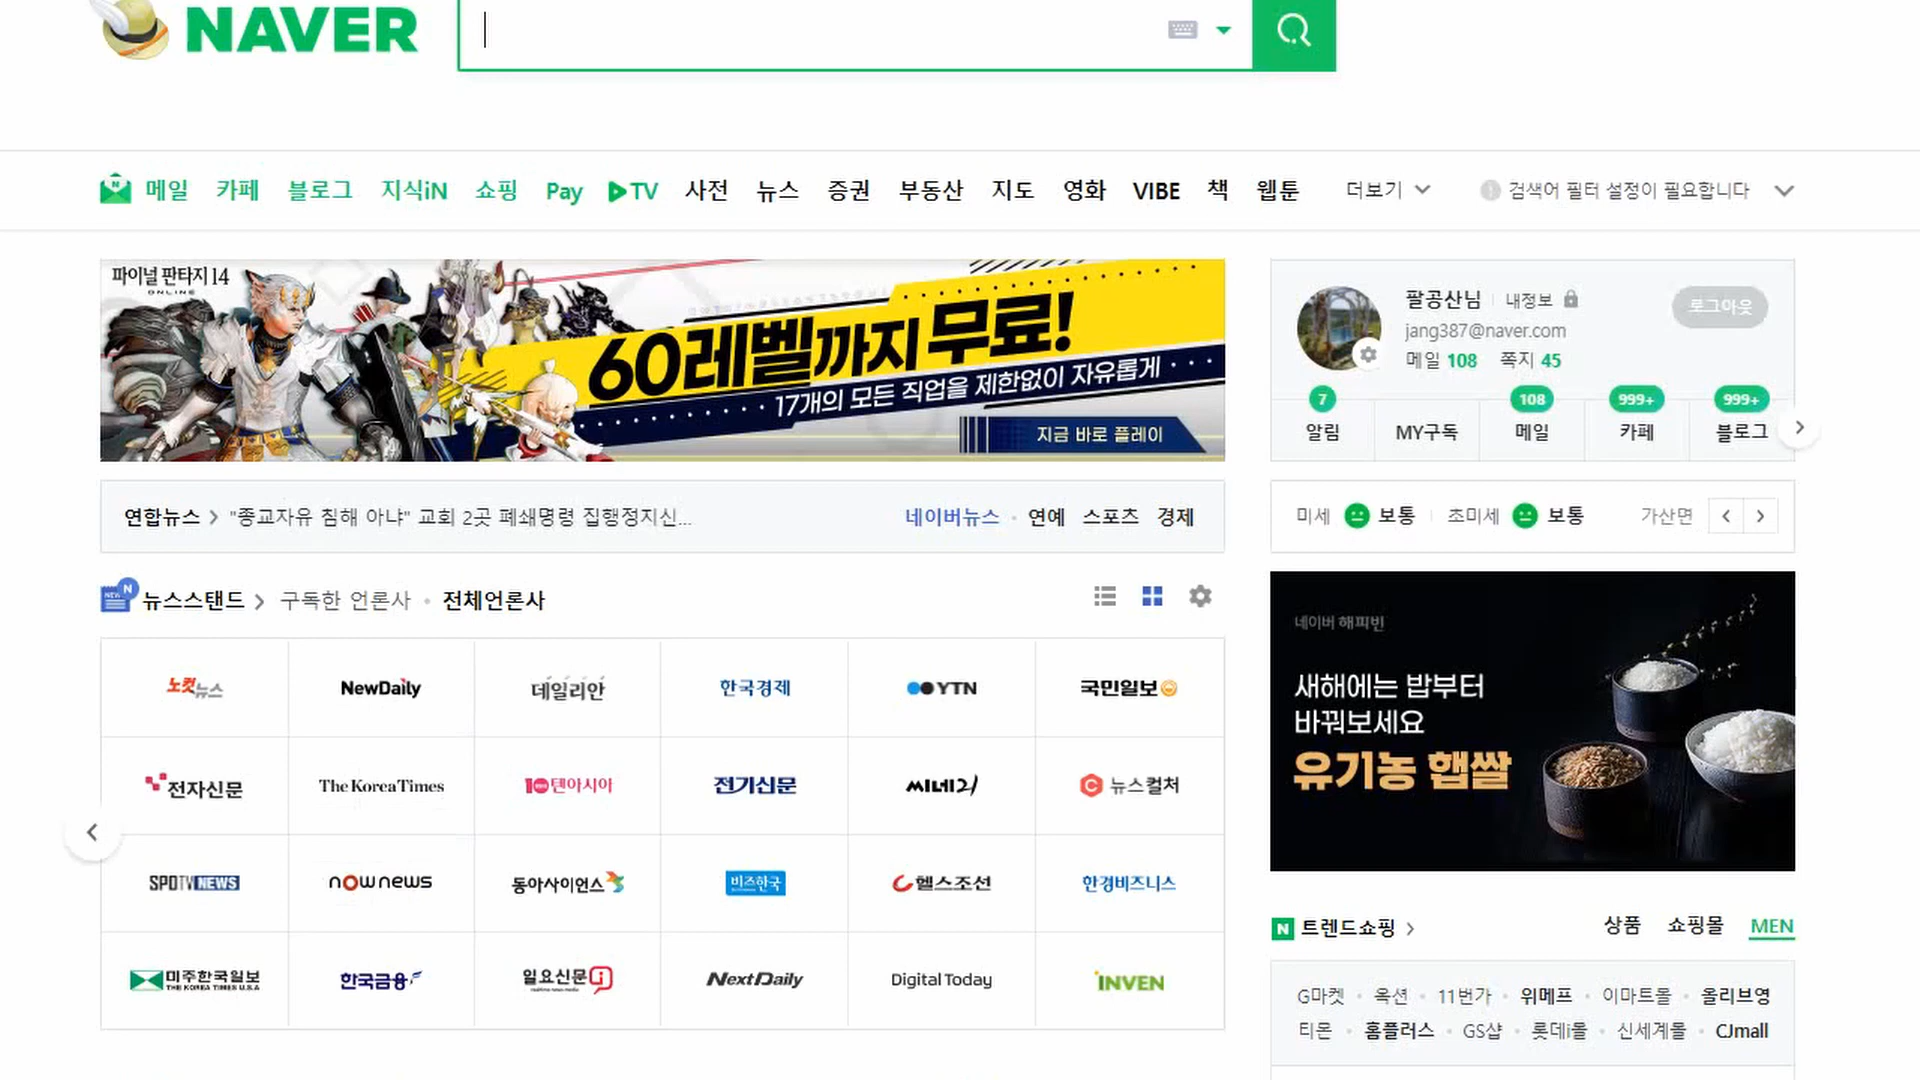 NAVER
메일 카페 블로그 지식iN 쇼핑 Pay TV 사전 뉴스 증권 부동산 지도 영화 VIBE 책 웹툰 더보기 검색어 필터 설정이 필요합니다
파이널 판타지 14
ONLINE
60레벨까지 무료!
17개의 모든 직업을 제한없이 자유롭게
지금 바로 플레이
팔공산님 내정보 로그아웃
jang387@naver.com
메일 108 쪽지 45
7 108 999+ 999+
알림 MY구독 메일 카페 블로그
연합뉴스 "종교자유 침해 아냐" 교회 2곳 폐쇄명령 집행정지신... 네이버뉴스 연예 스포츠 경제
미세 보통 초미세 보통 가산면
뉴스스탠드 구독한 언론사 전체언론사
노컷뉴스 NewDaily 데일리안 한국경제 YTN 국민일보
전자신문 The Korea Times 10 텐아시아 전기신문 씨네21 뉴스컬처
SPOTV NEWS nownews 동아사이언스 비즈한국 헬스조선 한경비즈니스
미주한국일보 한국금융 일요신문 NextDaily Digital Today INVEN
THE KOREA TIMES U.S.A
네이버 해피빈
새해에는 밥부터
바꿔보세요
유기농 햅쌀
N 트렌드쇼핑 상품 쇼핑몰 MEN
G마켓 옥션 11번가 위메프 이마트몰 올리브영
티몬 홈플러스 GS샵 롯데i몰 신세계몰 CJmall